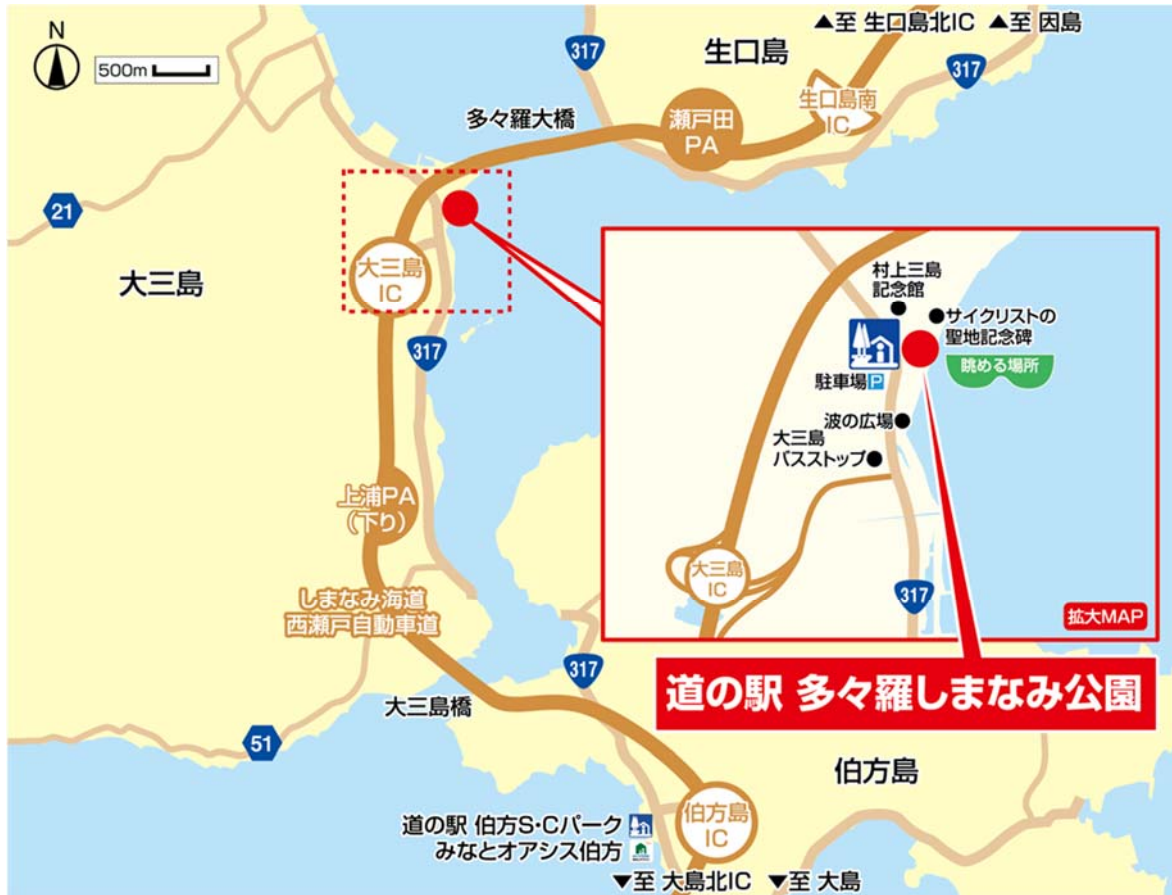 ▲至 生口島北IC ▲至 因島
N
500m
317
生口島
317
多々羅大橋
瀬戸田
PA
生口島南
IC
21
大三島
大三島
IC
317
村上三島
記念館
サイクリストの
聖地記念碑
眺める場所
駐車場P
波の広場
大三島
バスストップ
大三島
IC
317
拡大MAP
上浦PA
(下り)
しまなみ海道
西瀬戸自動車道
317
道の駅 多々羅しまなみ公園
大三島橋
51
伯方島
道の駅 伯方S・Cパーク
みなとオアシス伯方
伯方島
IC
▼至 大島北IC ▼至 大島